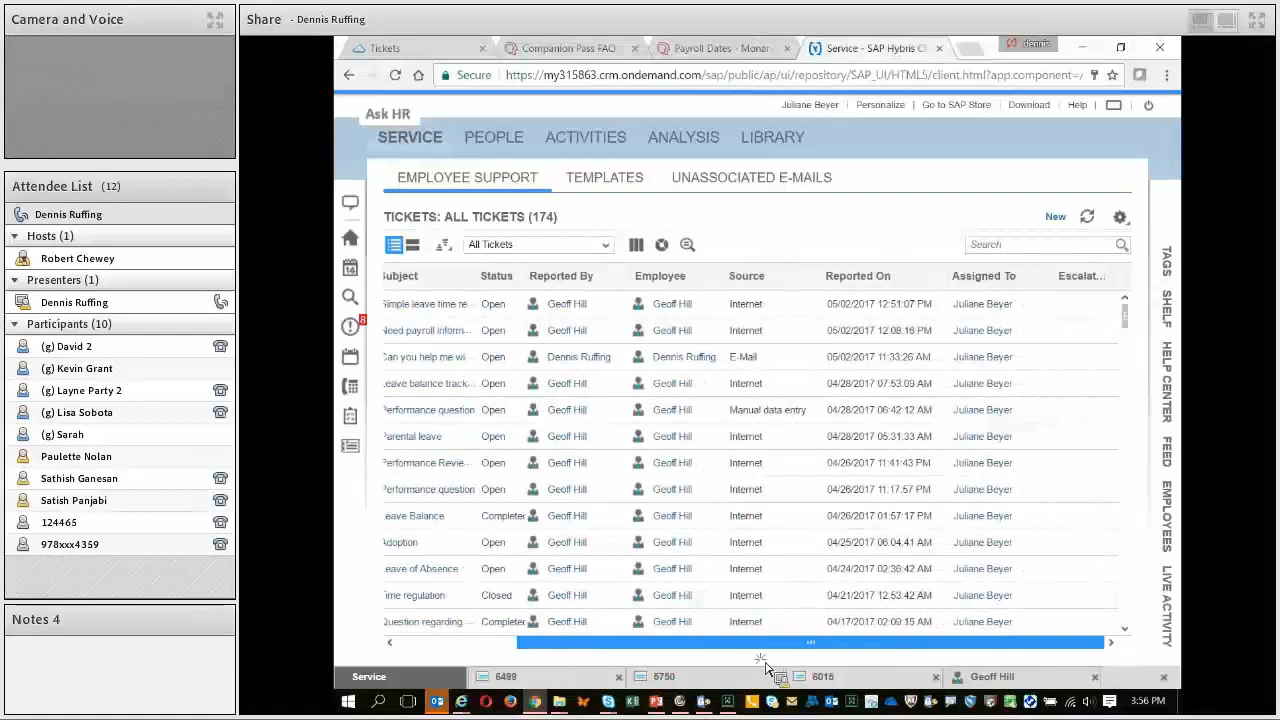 Camera and Voice
Share - Dennis Ruffing
Attendee List (12)
Dennis Ruffing
Hosts (1)
Robert Chewey
Presenters (1)
Dennis Ruffing
Participants (10)
(g) David 2
(g) Kevin Grant
(g) Layne Party 2
(g) Lisa Sobota
(g) Sarah
Paulette Nolan
Sathish Ganesan
Satish Panjabi
124465
978xxx4359
Notes 4
Tickets
Companion Pass FAQ
Payroll Dates - Monar
Service - SAP Hybris C
dennis
Secure https://my315863.crm.ondemand.com/sap/public/ap/ui/repository/SAP_UI/HTML5/client.html?app.component=/
Juliane Beyer Personalize Go to SAP Store Download Help
Ask HR
SERVICE PEOPLE ACTIVITIES ANALYSIS LIBRARY
EMPLOYEE SUPPORT TEMPLATES UNASSOCIATED E-MAILS
TICKETS: ALL TICKETS (174)
New
All Tickets
Search
Subject Status Reported By Employee Source Reported On Assigned To Escalat...
Simple leave time re... Open Geoff Hill Geoff Hill Internet 05/02/2017 12:51:07 PM Juliane Beyer
Need payroll inform... Open Geoff Hill Geoff Hill Internet 05/02/2017 12:08:16 PM Juliane Beyer
Can you help me wi... Open Dennis Ruffing Dennis Ruffing E-Mail 05/02/2017 11:33:26 AM Juliane Beyer
Leave balance track... Open Geoff Hill Geoff Hill Internet 04/28/2017 07:53:09 AM Juliane Beyer
Performance question Open Geoff Hill Geoff Hill Manual data entry 04/28/2017 06:42:12 AM Juliane Beyer
Parental leave Open Geoff Hill Geoff Hill Internet 04/28/2017 05:31:33 AM Juliane Beyer
Performance Revie... Open Geoff Hill Geoff Hill Internet 04/26/2017 11:41:43 PM Juliane Beyer
Performance question Open Geoff Hill Geoff Hill Internet 04/26/2017 11:17:57 PM Juliane Beyer
Leave Balance Completed Geoff Hill Geoff Hill Internet 04/26/2017 01:57:17 PM Juliane Beyer
Adoption Open Geoff Hill Geoff Hill Internet 04/25/2017 06:04:41 AM Juliane Beyer
Leave of Absence Open Geoff Hill Geoff Hill Internet 04/24/2017 02:36:42 AM Juliane Beyer
Time regulation Closed Geoff Hill Geoff Hill Internet 04/21/2017 12:53:42 AM Juliane Beyer
Question regarding ... Completed Geoff Hill Geoff Hill Internet 04/17/2017 02:09:15 AM Juliane Beyer
8
14
TAGS
SHELF
HELP CENTER
FEED
EMPLOYEES
LIVE ACTIVITY
Service 6499 5750 6015 Geoff Hill
3:56 PM